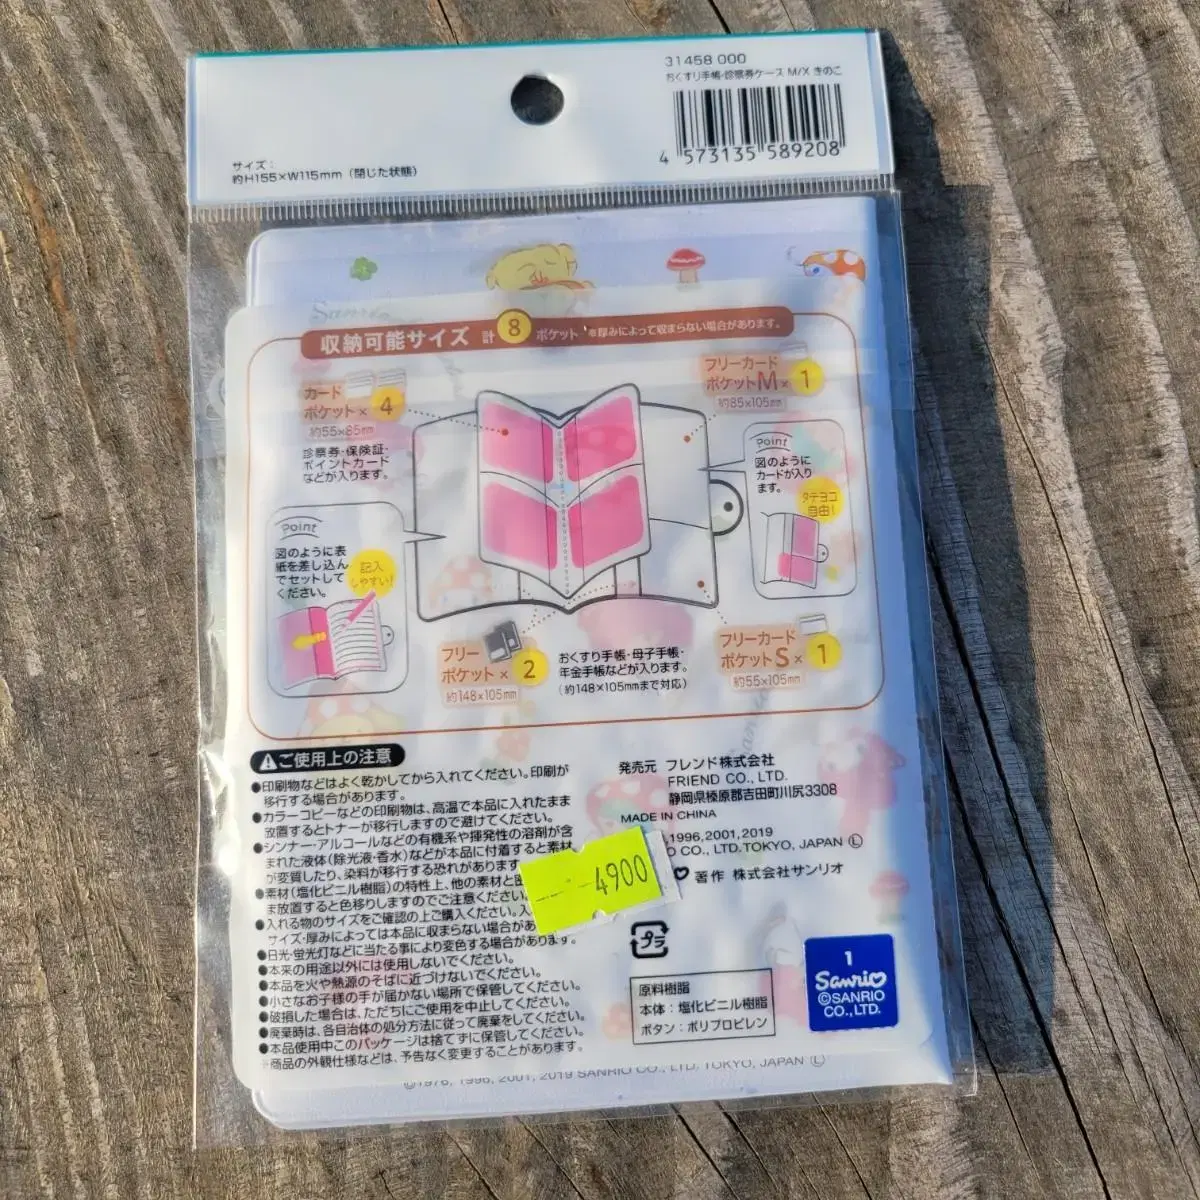 31458 000
おくすり手帳・診察券ケース M/X きのこ
4 573135 589208
サイズ：
約H155×W115mm（閉じた状態）
収納可能サイズ 計 8 ポケット ※厚みによって収まらない場合があります。
カード
ポケット× 4
約55×85mm
診察券・保険証・
ポイントカード
などが入ります。
フリーカード
ポケットM× 1
約85×105mm
Point
図のように
カードが入り
ます。
タテヨコ
自由！
Point
図のように表
紙を差し込ん
でセットして
ください。
記入
しやすい！
フリー
ポケット× 2
約148×105mm
おくすり手帳・母子手帳・
年金手帳などが入ります。
（約148×105mmまで対応）
フリーカード
ポケットS× 1
約55×105mm
ご使用上の注意
●印刷物などはよく乾かしてから入れてください。印刷が
移行する場合があります。
●カラーコピーなどの印刷物は、高温で本品に入れたまま
放置するとトナーが移行しますので避けてください。
●シンナー・アルコールなどの有機系や揮発性の溶剤が含
まれた液体（除光液・香水）などが本品に付着すると素材
が変質したり、染料が移行する恐れがあります
●素材（塩化ビニル樹脂）の特性上、他の素材と
ま放置すると色移りしますのでご注意ください。
●入れる物のサイズをご確認の上ご購入ください。入
サイズ・厚みによっては本品に収まらない場合があ
●日光・蛍光灯などに当たる事により変色する場合があります。
●本来の用途以外には使用しないでください。
●本品を火や熱源のそばに近づけないでください。
●小さなお子様の手が届かない場所で保管してください。
●破損した場合は、ただちにご使用を中止してください。
●廃棄時は、各自治体の処分方法に従って廃棄をしてください。
●本品使用中このパッケージは捨てずに保管してください。
*商品の外観仕様などは、予告なく変更することがあります。
発売元 フレンド株式会社
FRIEND CO., LTD.
静岡県榛原郡吉田町川尻3308
MADE IN CHINA
1996, 2001, 2019
O CO., LTD. TOKYO, JAPAN Ⓛ
著作 株式会社サンリオ
4900
プラ
原料樹脂
本体：塩化ビニル樹脂
ボタン：ポリプロピレン
1
Sanrio
©SANRIO
CO., LTD.
©1976, 1996, 2001, 2019 SANRIO CO., LTD. TOKYO, JAPAN Ⓛ